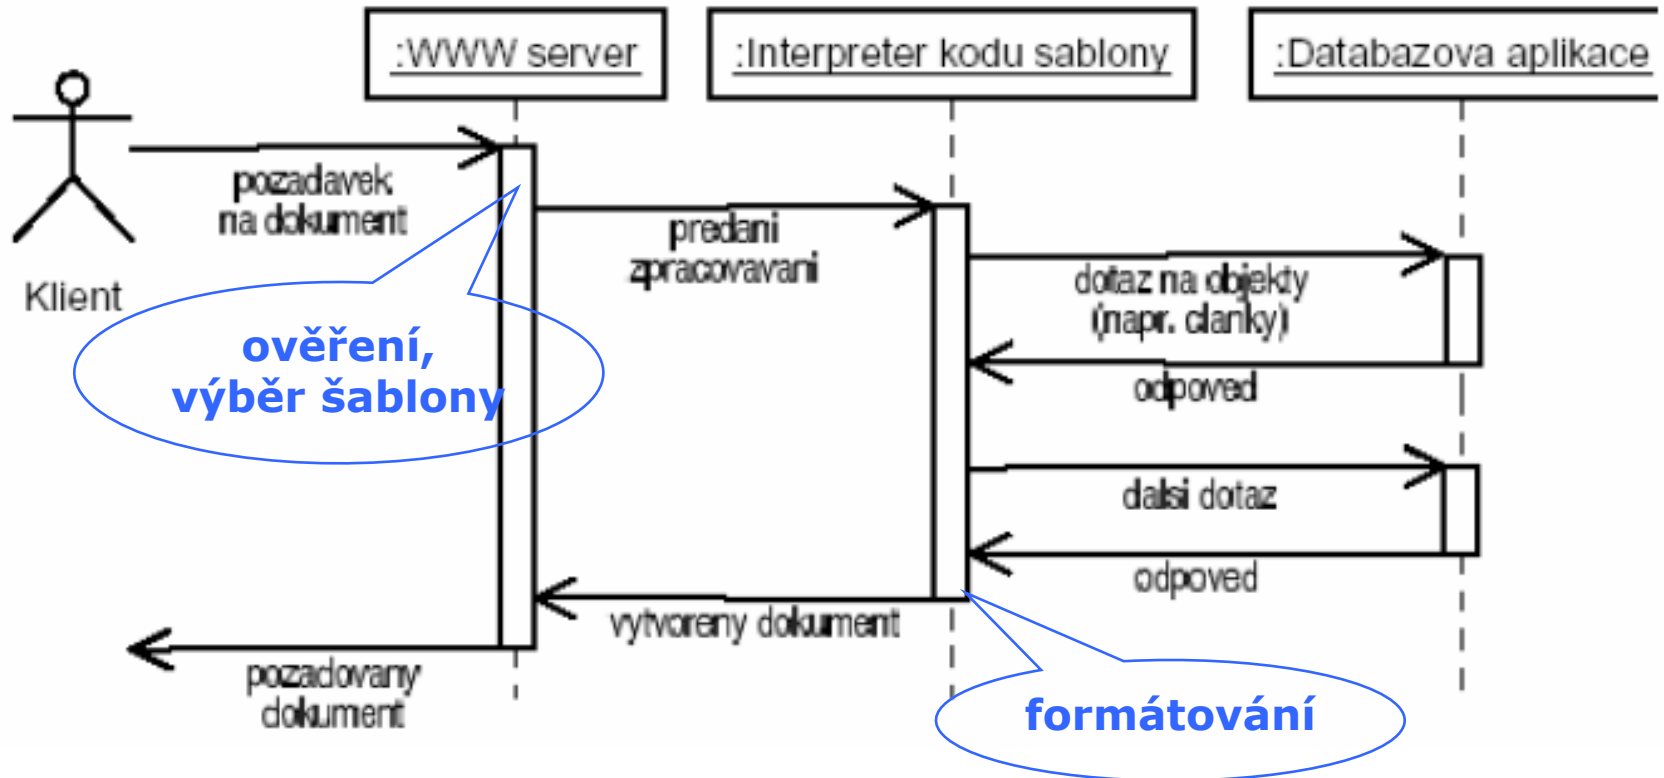 :WWW server
:Interpreter kodu sablony
:Databazova aplikace
Klient
pozadavek
na dokument
predani
zpracovavani
dotaz na objekty
(napr. clanky)
odpoved
ověření,
výběr šablony
dalsi dotaz
odpoved
vytvoreny dokument
pozadovany
dokument
formátování